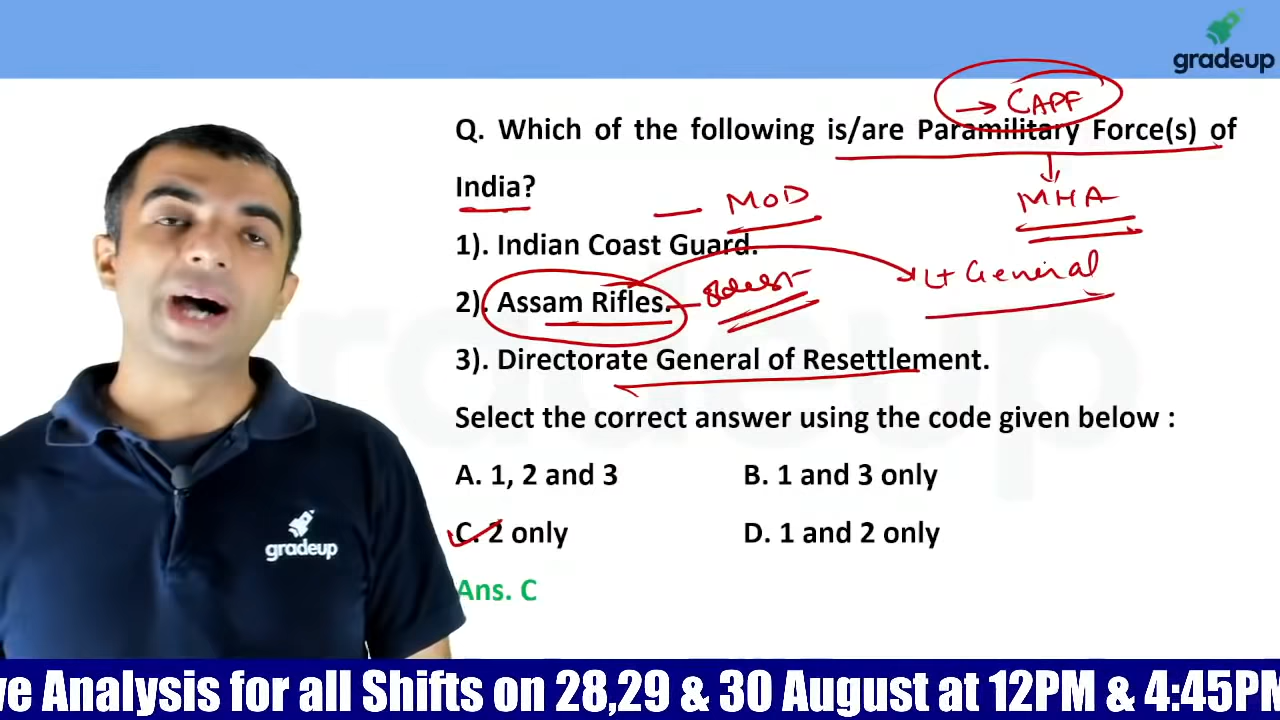 gradeup
→ CAPF
Q. Which of the following is/are Paramilitary Force(s) of
India?
MHA
— MOD
1). Indian Coast Guard.
Lt General
2). Assam Rifles. — Oldest
3). Directorate General of Resettlement.
Select the correct answer using the code given below :
A. 1, 2 and 3
B. 1 and 3 only
C. 2 only
D. 1 and 2 only
Ans. C
gradeup
gradeup
ve Analysis for all Shifts on 28,29 & 30 August at 12PM & 4:45PM